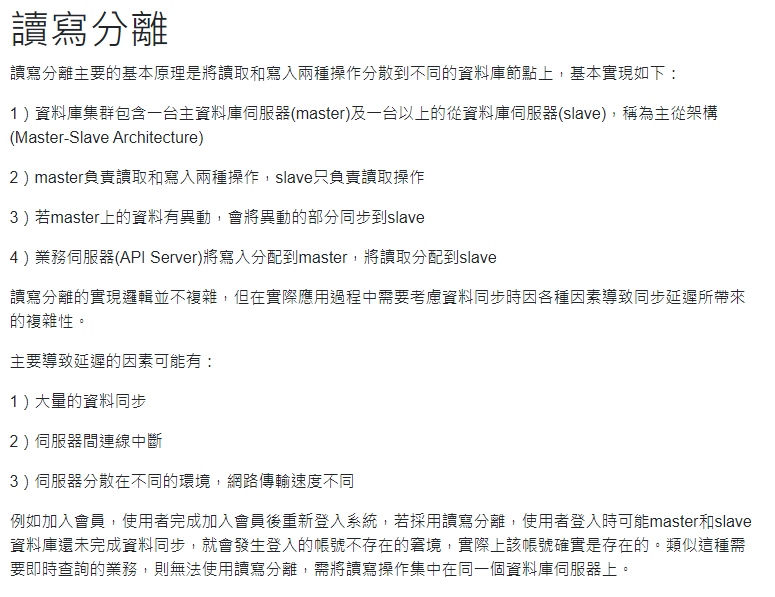 讀寫分離
讀寫分離主要的基本原理是將讀取和寫入兩種操作分散到不同的資料庫節點上，基本實現如下：
1）資料庫集群包含一台主資料庫伺服器(master)及一台以上的從資料庫伺服器(slave)，稱為主從架構
(Master-Slave Architecture)
2）master負責讀取和寫入兩種操作，slave只負責讀取操作
3）若master上的資料有異動，會將異動的部分同步到slave
4）業務伺服器(API Server)將寫入分配到master，將讀取分配到slave
讀寫分離的實現邏輯並不複雜，但在實際應用過程中需要考慮資料同步時因各種因素導致同步延遲所帶來
的複雜性。
主要導致延遲的因素可能有：
1）大量的資料同步
2）伺服器間連線中斷
3）伺服器分散在不同的環境，網路傳輸速度不同
例如加入會員，使用者完成加入會員後重新登入系統，若採用讀寫分離，使用者登入時可能master和slave
資料庫還未完成資料同步，就會發生登入的帳號不存在的窘境，實際上該帳號確實是存在的。類似這種需
要即時查詢的業務，則無法使用讀寫分離，需將讀寫操作集中在同一個資料庫伺服器上。